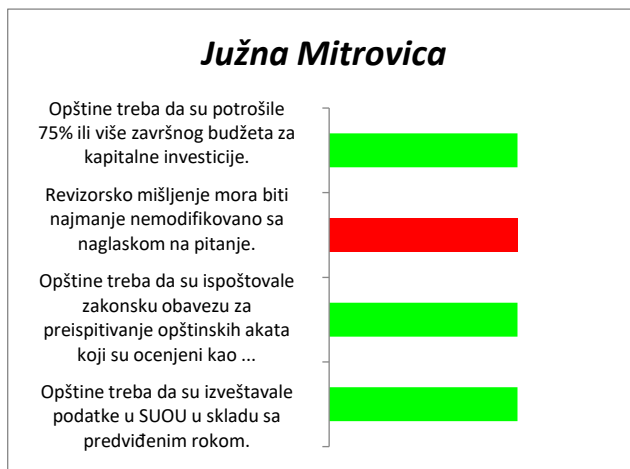 Južna Mitrovica
Opštine treba da su potrošile
75% ili više završnog budžeta za
kapitalne investicije.
Revizorsko mišljenje mora biti
najmanje nemodifikovano sa
naglaskom na pitanje.
Opštine treba da su ispoštovale
zakonsku obavezu za
preispitivanje opštinskih akata
koji su ocenjeni kao ...
Opštine treba da su izveštavale
podatke u SUOU u skladu sa
predviđenim rokom.